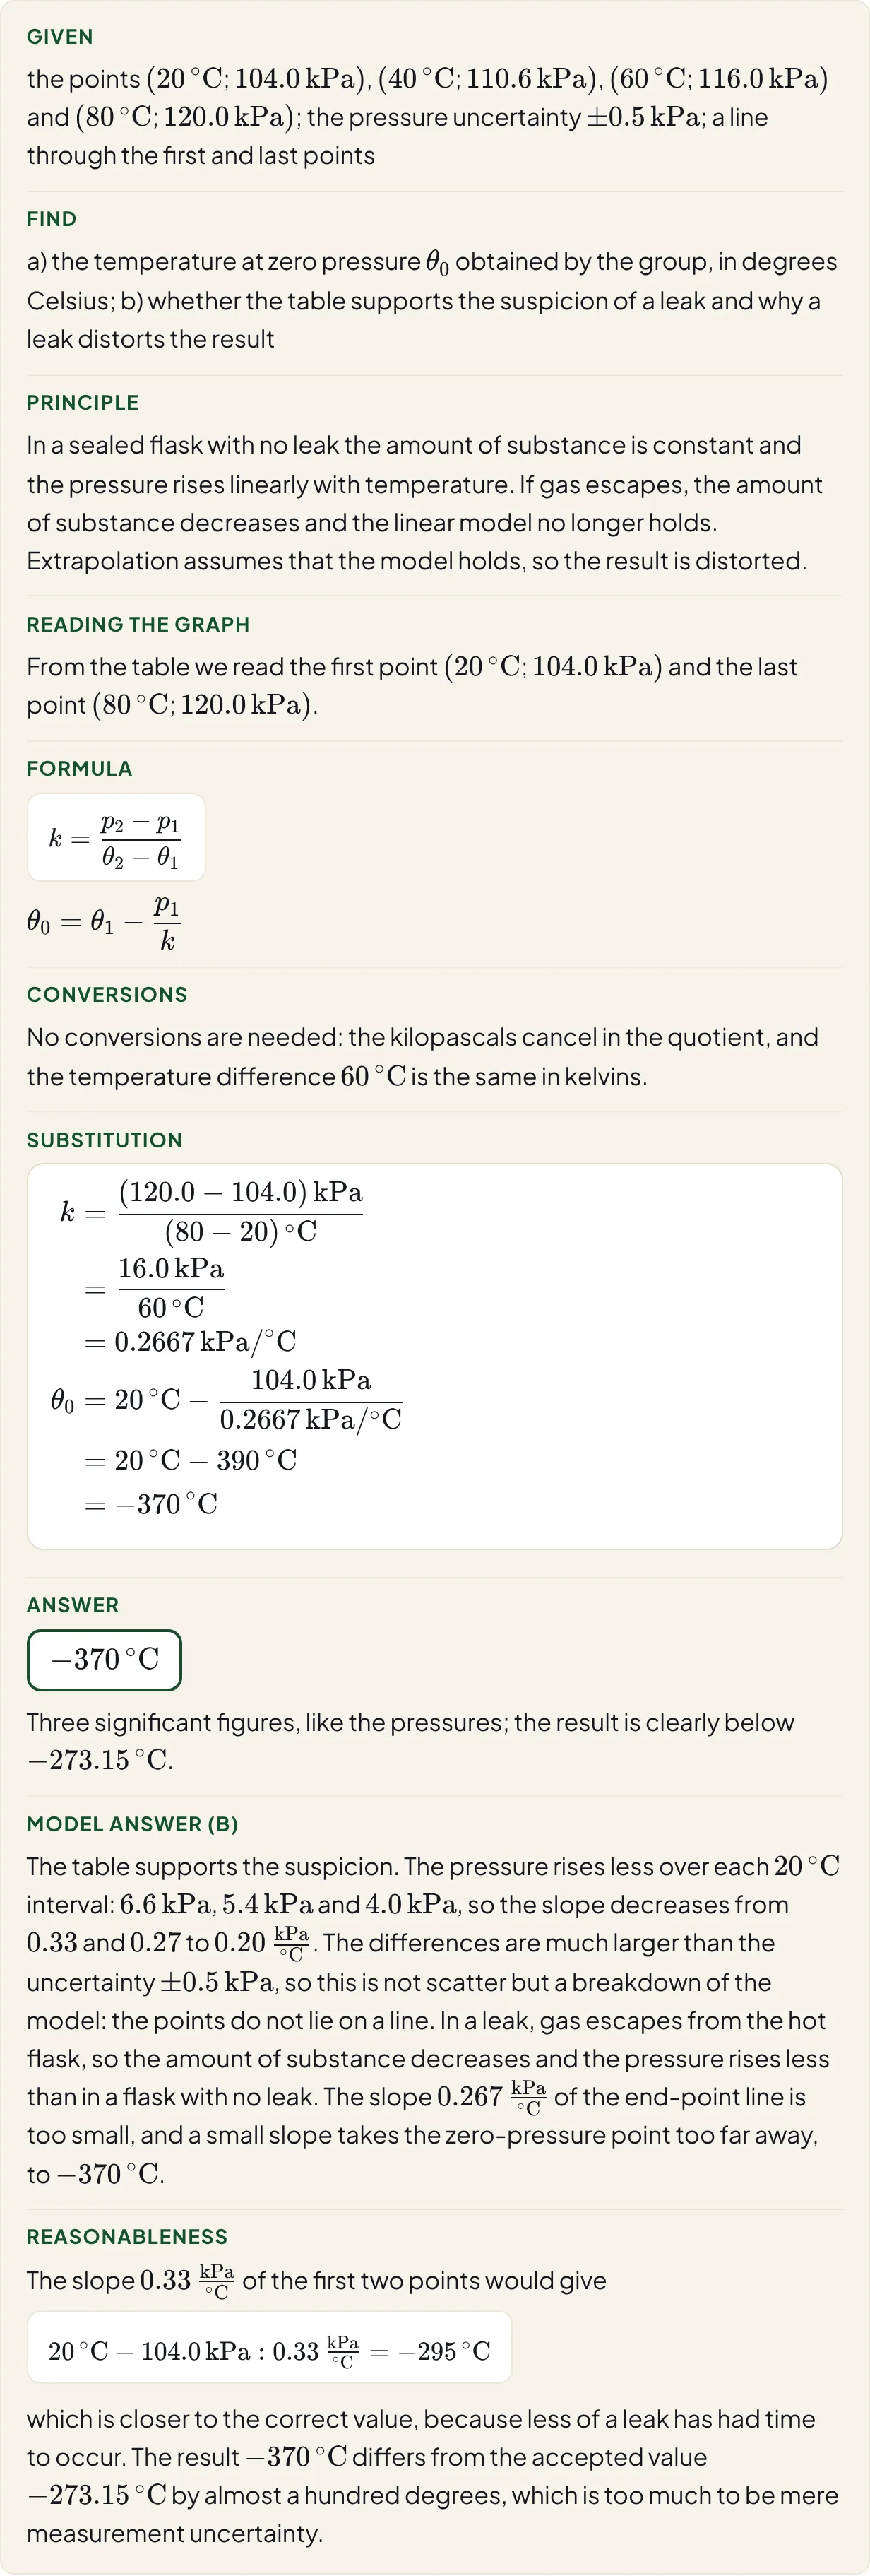 GIVEN
the points (20 °C; 104.0 kPa), (40 °C; 110.6 kPa), (60 °C; 116.0 kPa)
and (80 °C; 120.0 kPa); the pressure uncertainty ±0.5 kPa; a line
through the first and last points
FIND
a) the temperature at zero pressure θ₀ obtained by the group, in degrees
Celsius; b) whether the table supports the suspicion of a leak and why a
leak distorts the result
PRINCIPLE
In a sealed flask with no leak the amount of substance is constant and
the pressure rises linearly with temperature. If gas escapes, the amount
of substance decreases and the linear model no longer holds.
Extrapolation assumes that the model holds, so the result is distorted.
READING THE GRAPH
From the table we read the first point (20 °C; 104.0 kPa) and the last
point (80 °C; 120.0 kPa).
FORMULA
k = (p₂ − p₁)/(θ₂ − θ₁)
θ₀ = θ₁ − p₁/k
CONVERSIONS
No conversions are needed: the kilopascals cancel in the quotient, and
the temperature difference 60 °C is the same in kelvins.
SUBSTITUTION
k = (120.0 − 104.0) kPa/(80 − 20) °C
= 16.0 kPa/60 °C
= 0.2667 kPa/°C
θ₀ = 20 °C − 104.0 kPa/0.2667 kPa/°C
= 20 °C − 390 °C
= −370 °C
ANSWER
−370 °C
Three significant figures, like the pressures; the result is clearly below
−273.15 °C.
MODEL ANSWER (B)
The table supports the suspicion. The pressure rises less over each 20 °C
interval: 6.6 kPa, 5.4 kPa and 4.0 kPa, so the slope decreases from
0.33 and 0.27 to 0.20 kPa/°C. The differences are much larger than the
uncertainty ±0.5 kPa, so this is not scatter but a breakdown of the
model: the points do not lie on a line. In a leak, gas escapes from the hot
flask, so the amount of substance decreases and the pressure rises less
than in a flask with no leak. The slope 0.267 kPa/°C of the end-point line is
too small, and a small slope takes the zero-pressure point too far away,
to −370 °C.
REASONABLENESS
The slope 0.33 kPa/°C of the first two points would give
20 °C − 104.0 kPa : 0.33 kPa/°C = −295 °C
which is closer to the correct value, because less of a leak has had time
to occur. The result −370 °C differs from the accepted value
−273.15 °C by almost a hundred degrees, which is too much to be mere
measurement uncertainty.